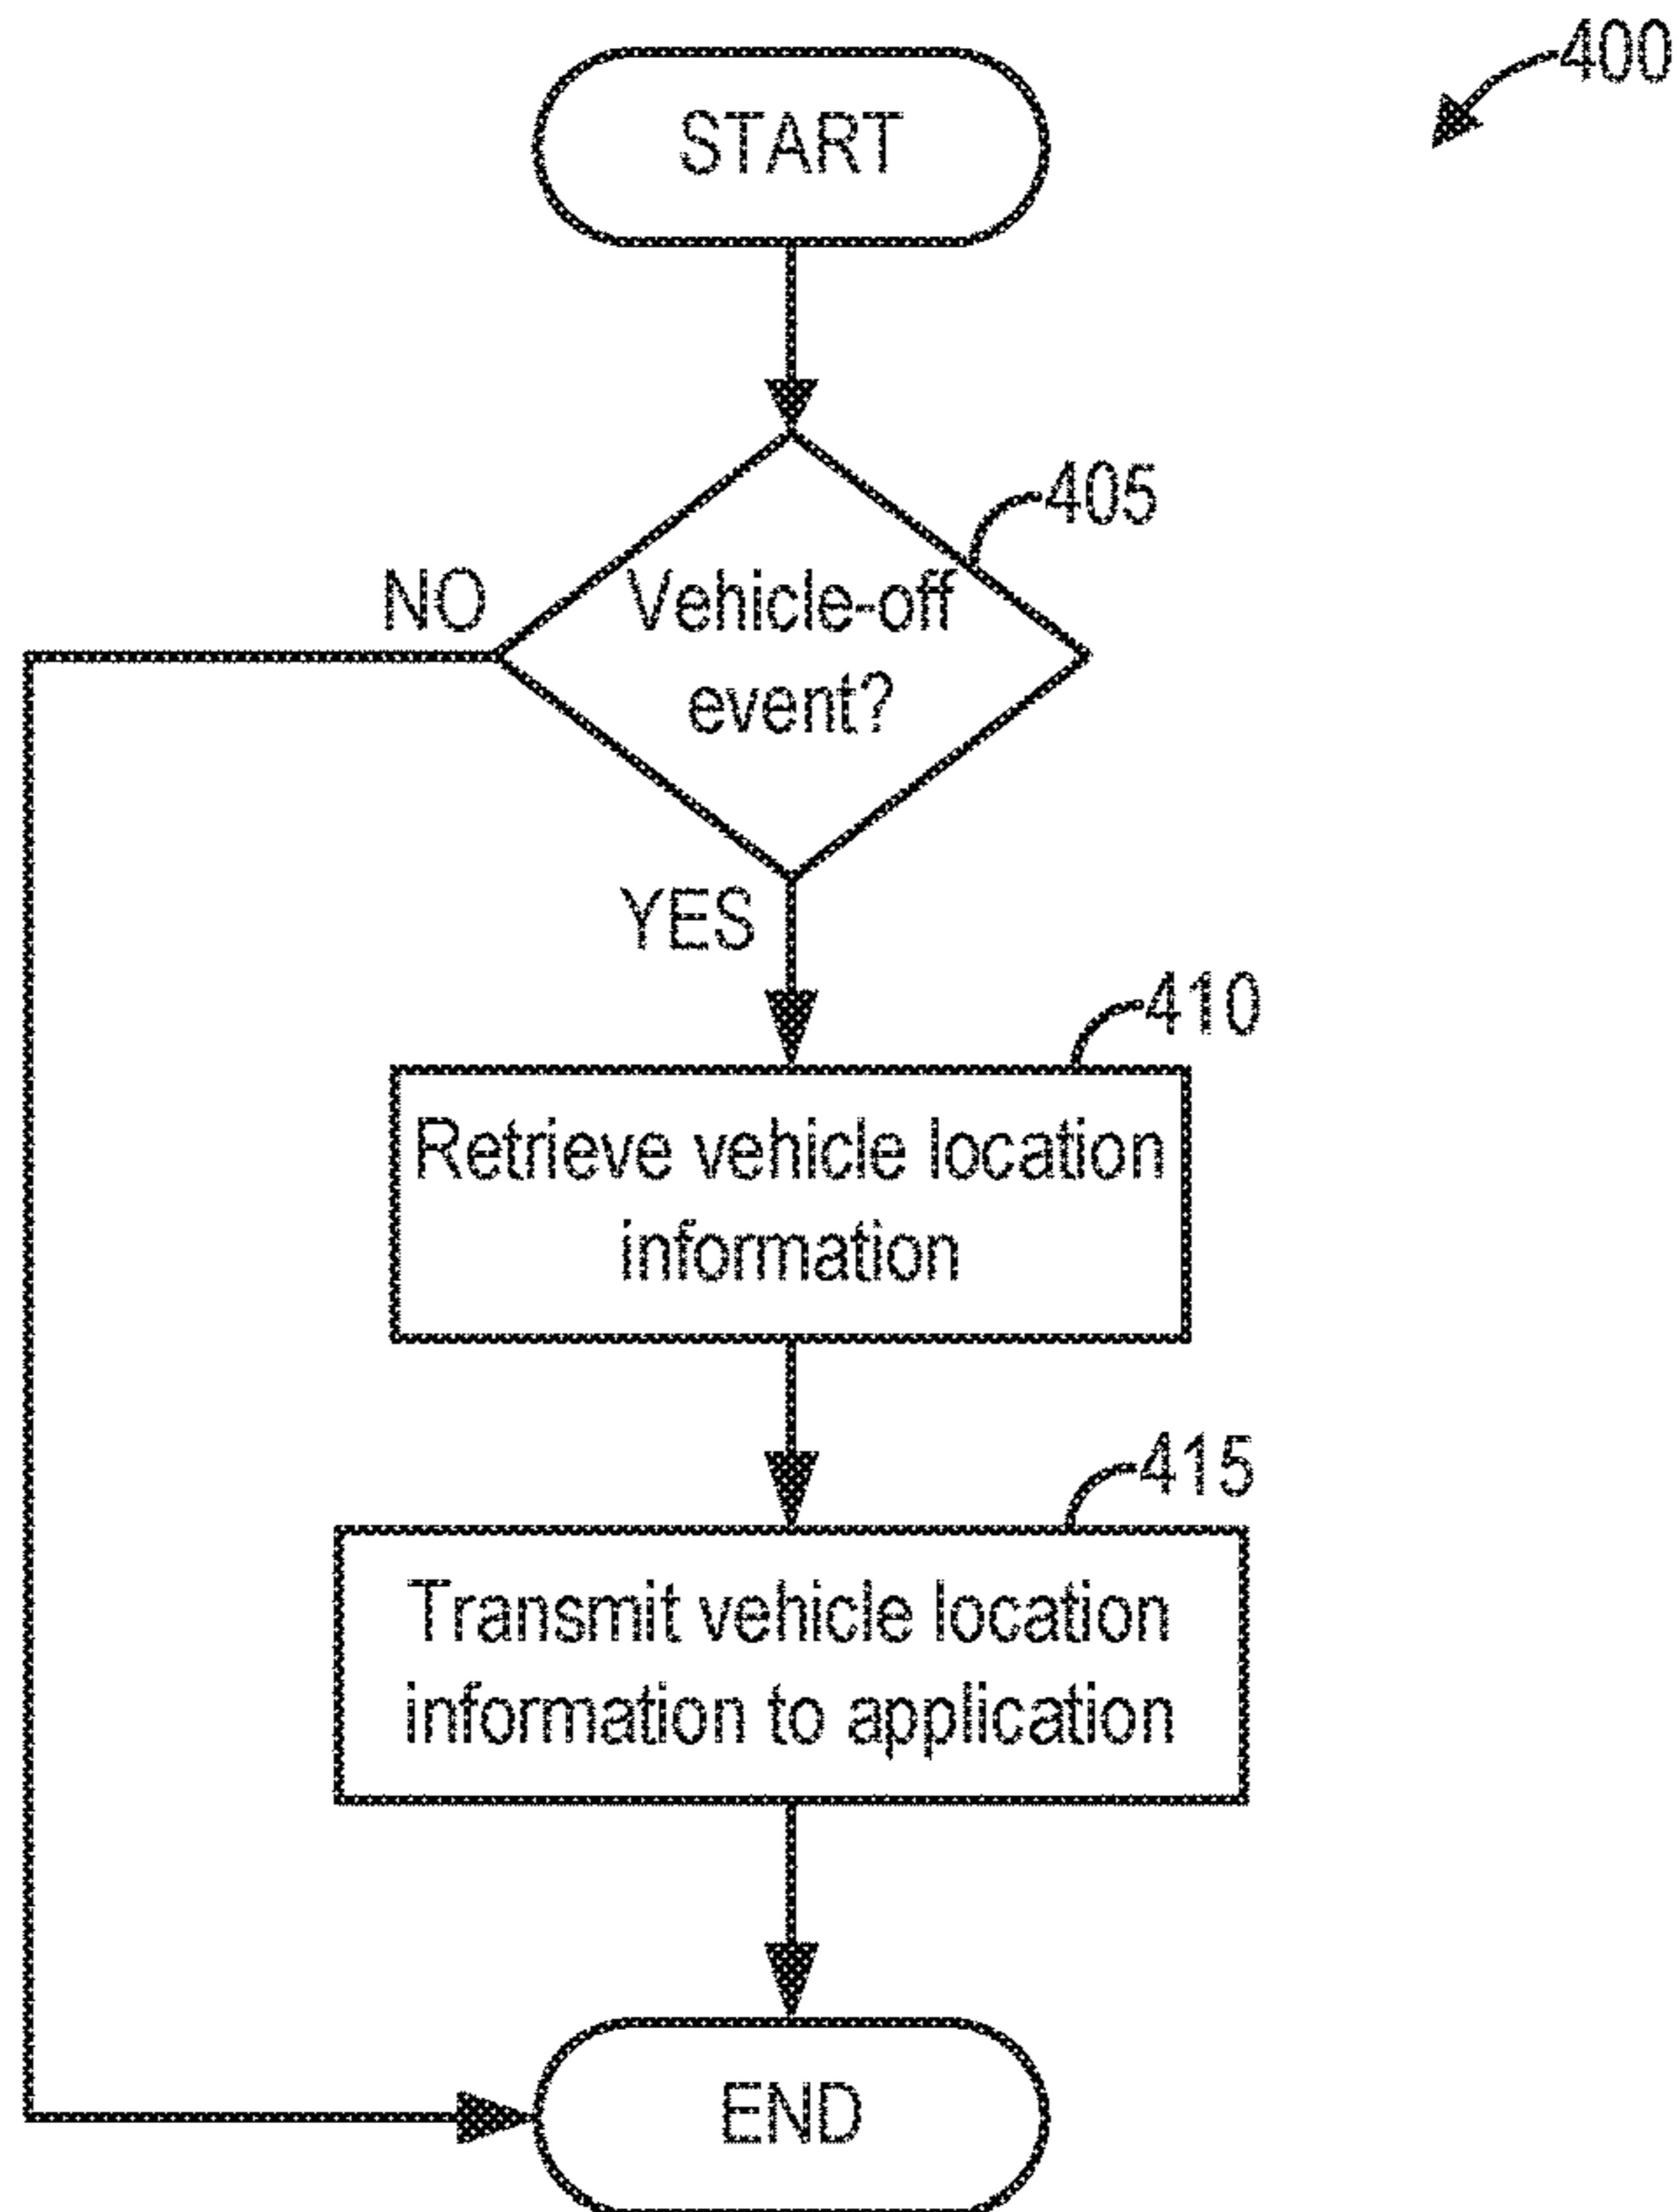 400
START
405
NO
Vehicle-off
event?
YES
410
Retrieve vehicle location
information
415
Transmit vehicle location
information to application
END